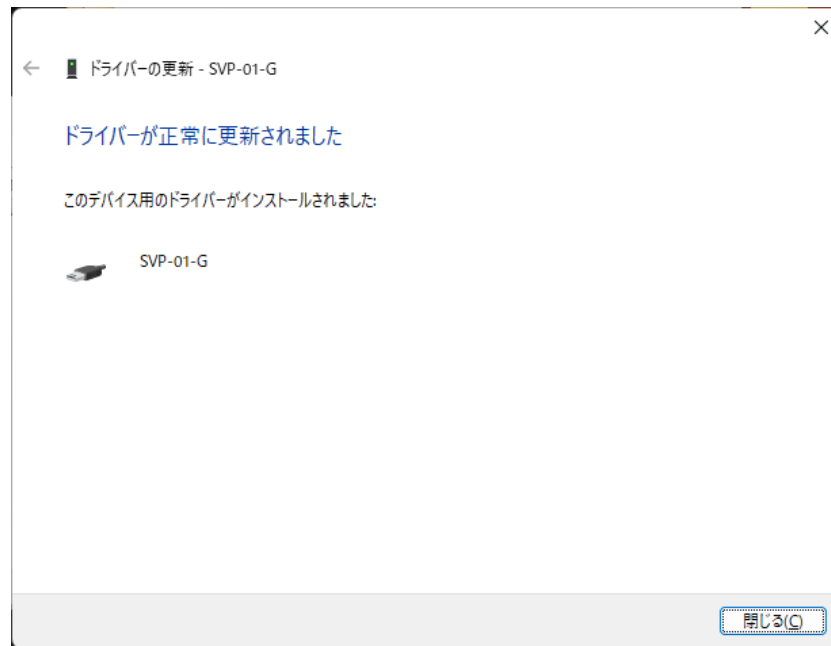 ドライバーの更新 - SVP-01-G
ドライバーが正常に更新されました
このデバイス用のドライバーがインストールされました:
SVP-01-G
閉じる(C)